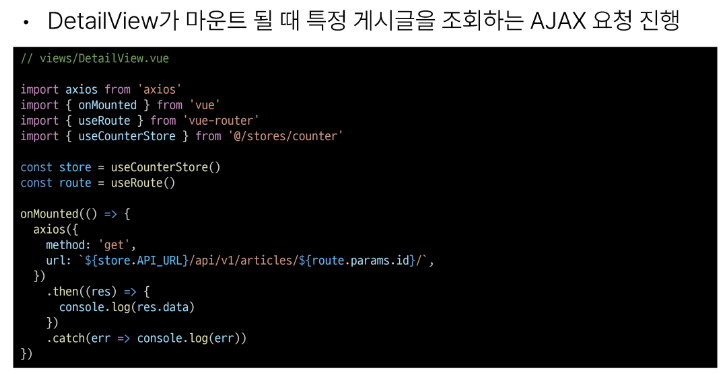 • DetailView가 마운트 될 때 특정 게시글을 조회하는 AJAX 요청 진행
// views/DetailView.vue
import axios from 'axios'
import { onMounted } from 'vue'
import { useRoute } from 'vue-router'
import { useCounterStore } from '@/stores/counter'
const store = useCounterStore()
const route = useRoute()
onMounted(() => {
  axios({
    method: 'get',
    url: `${store.API_URL}/api/v1/articles/${route.params.id}/`,
  })
    .then((res) => {
      console.log(res.data)
    })
    .catch(err => console.log(err))
})